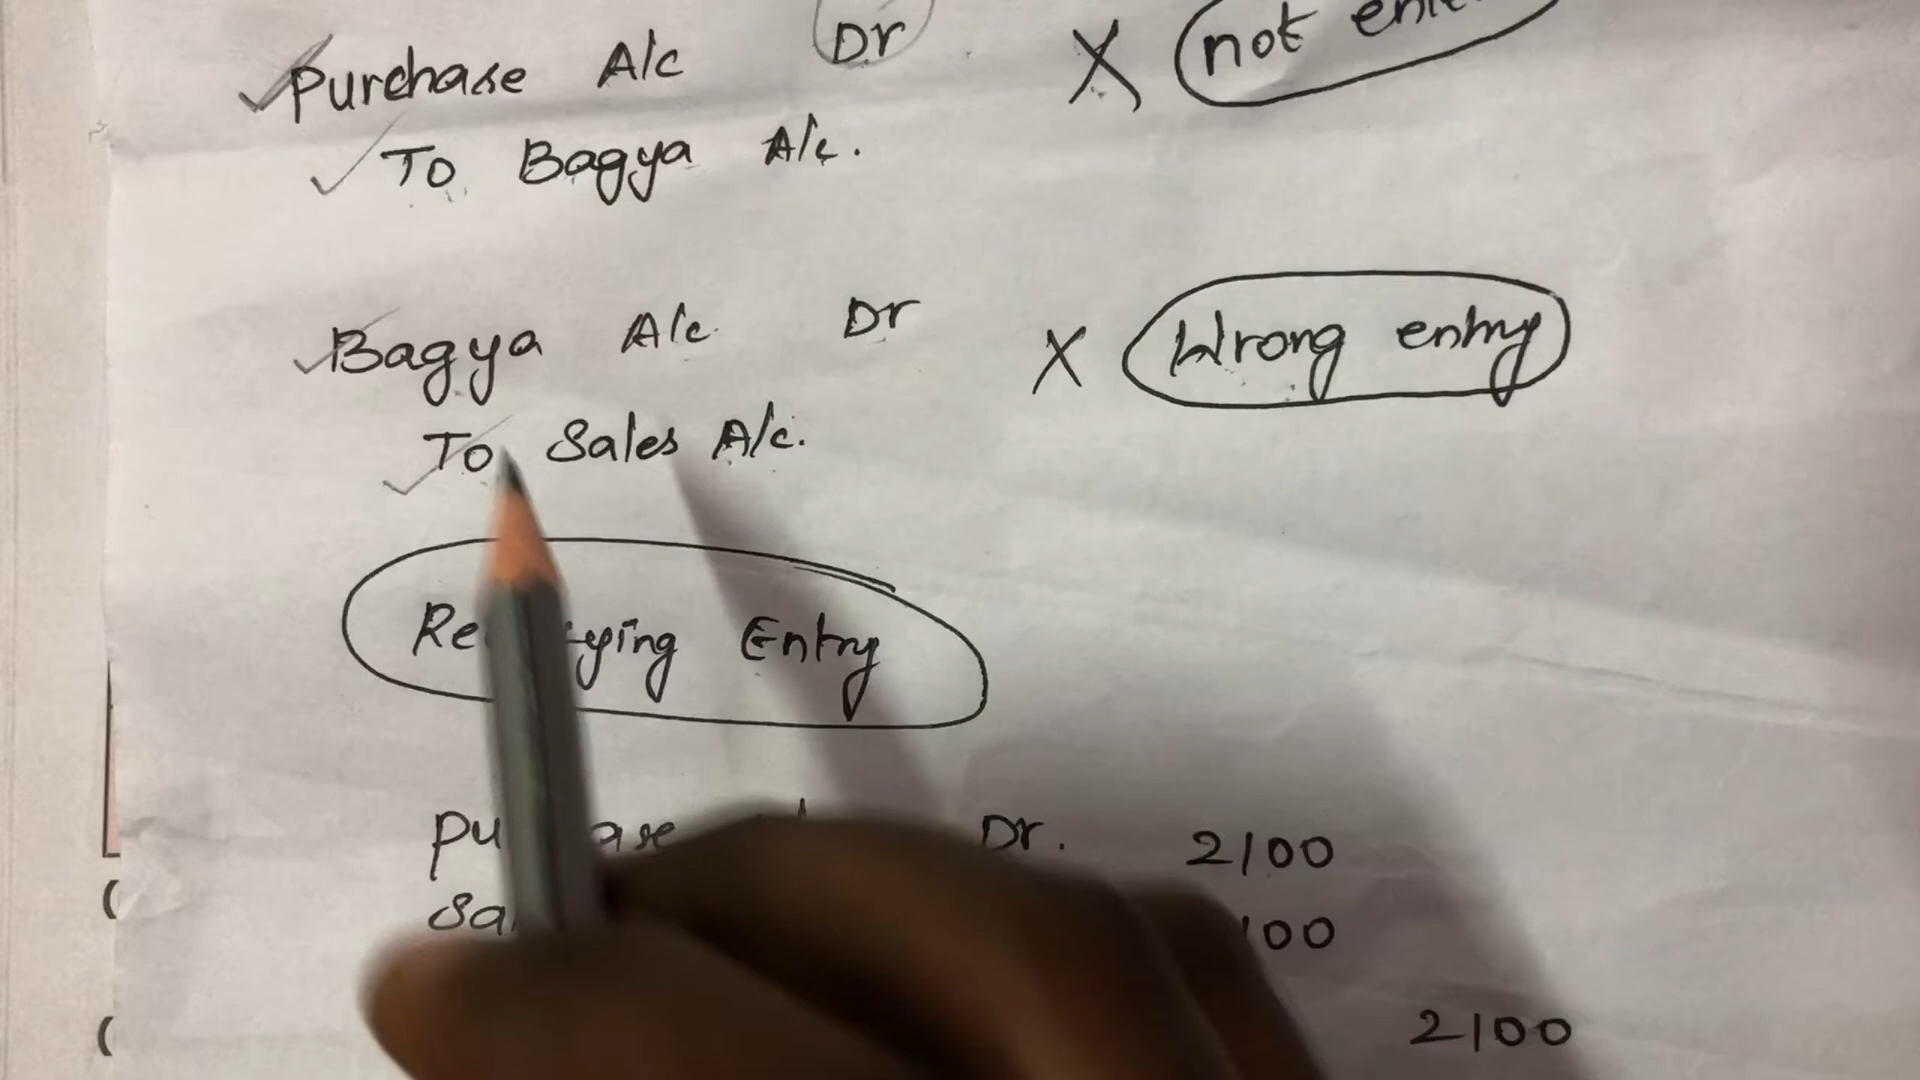 Purchase A/c Dr X not
To Bagya A/c.
Bagya A/c Dr X Wrong entry
To Sales A/c.
Entry
Dr. 2100
2100